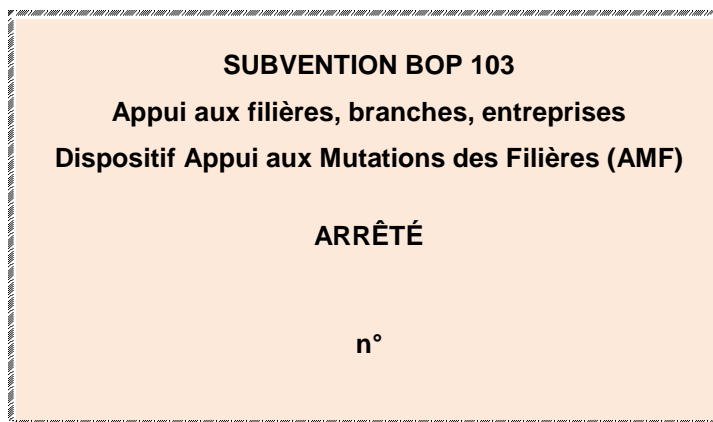 SUBVENTION BOP 103
Appui aux filières, branches, entreprises
Dispositif Appui aux Mutations des Filières (AMF)
ARRÊTÉ
n°